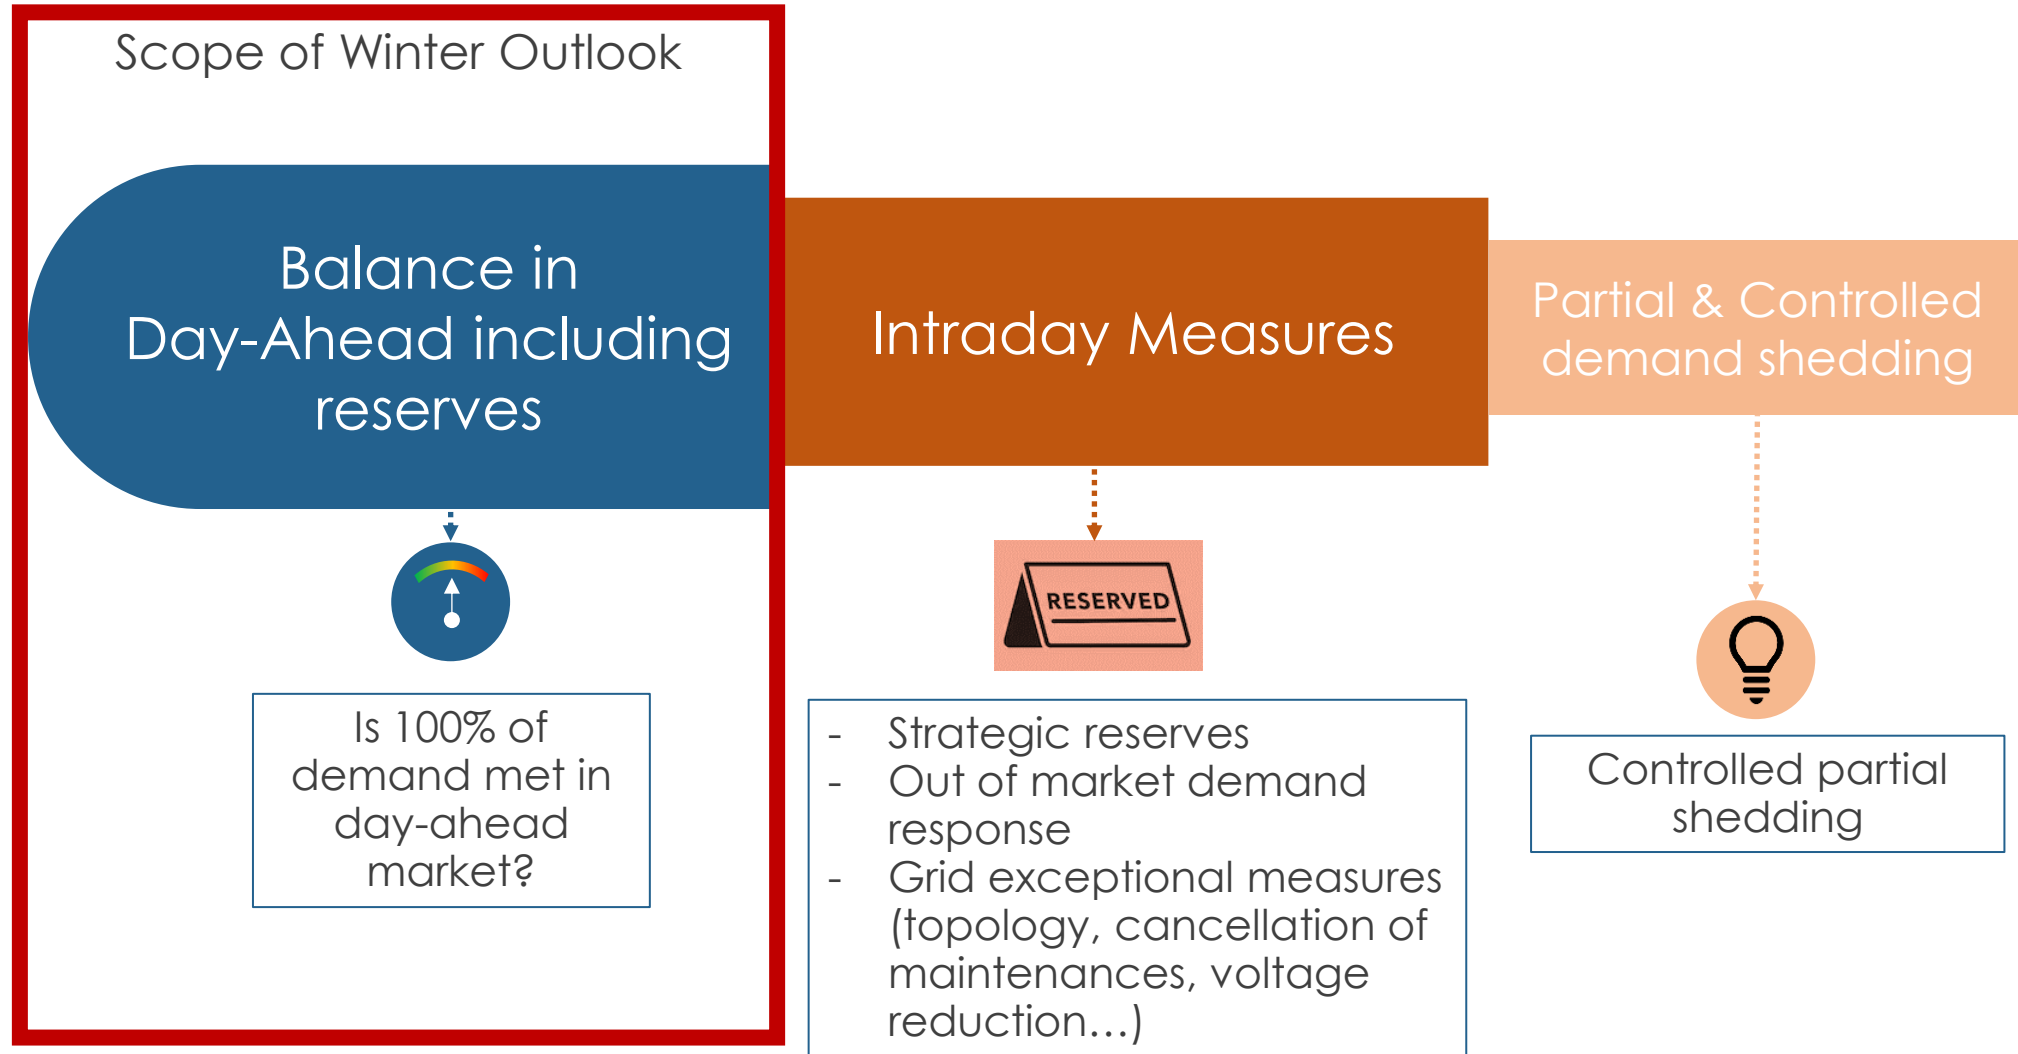 Scope of Winter Outlook
Balance in
Day-Ahead including
reserves
Intraday Measures
Partial & Controlled
demand shedding
RESERVED
Is 100% of
demand met in
day-ahead
market?
- Strategic reserves
- Out of market demand
response
- Grid exceptional measures
(topology, cancellation of
maintenances, voltage
reduction…)
Controlled partial
shedding